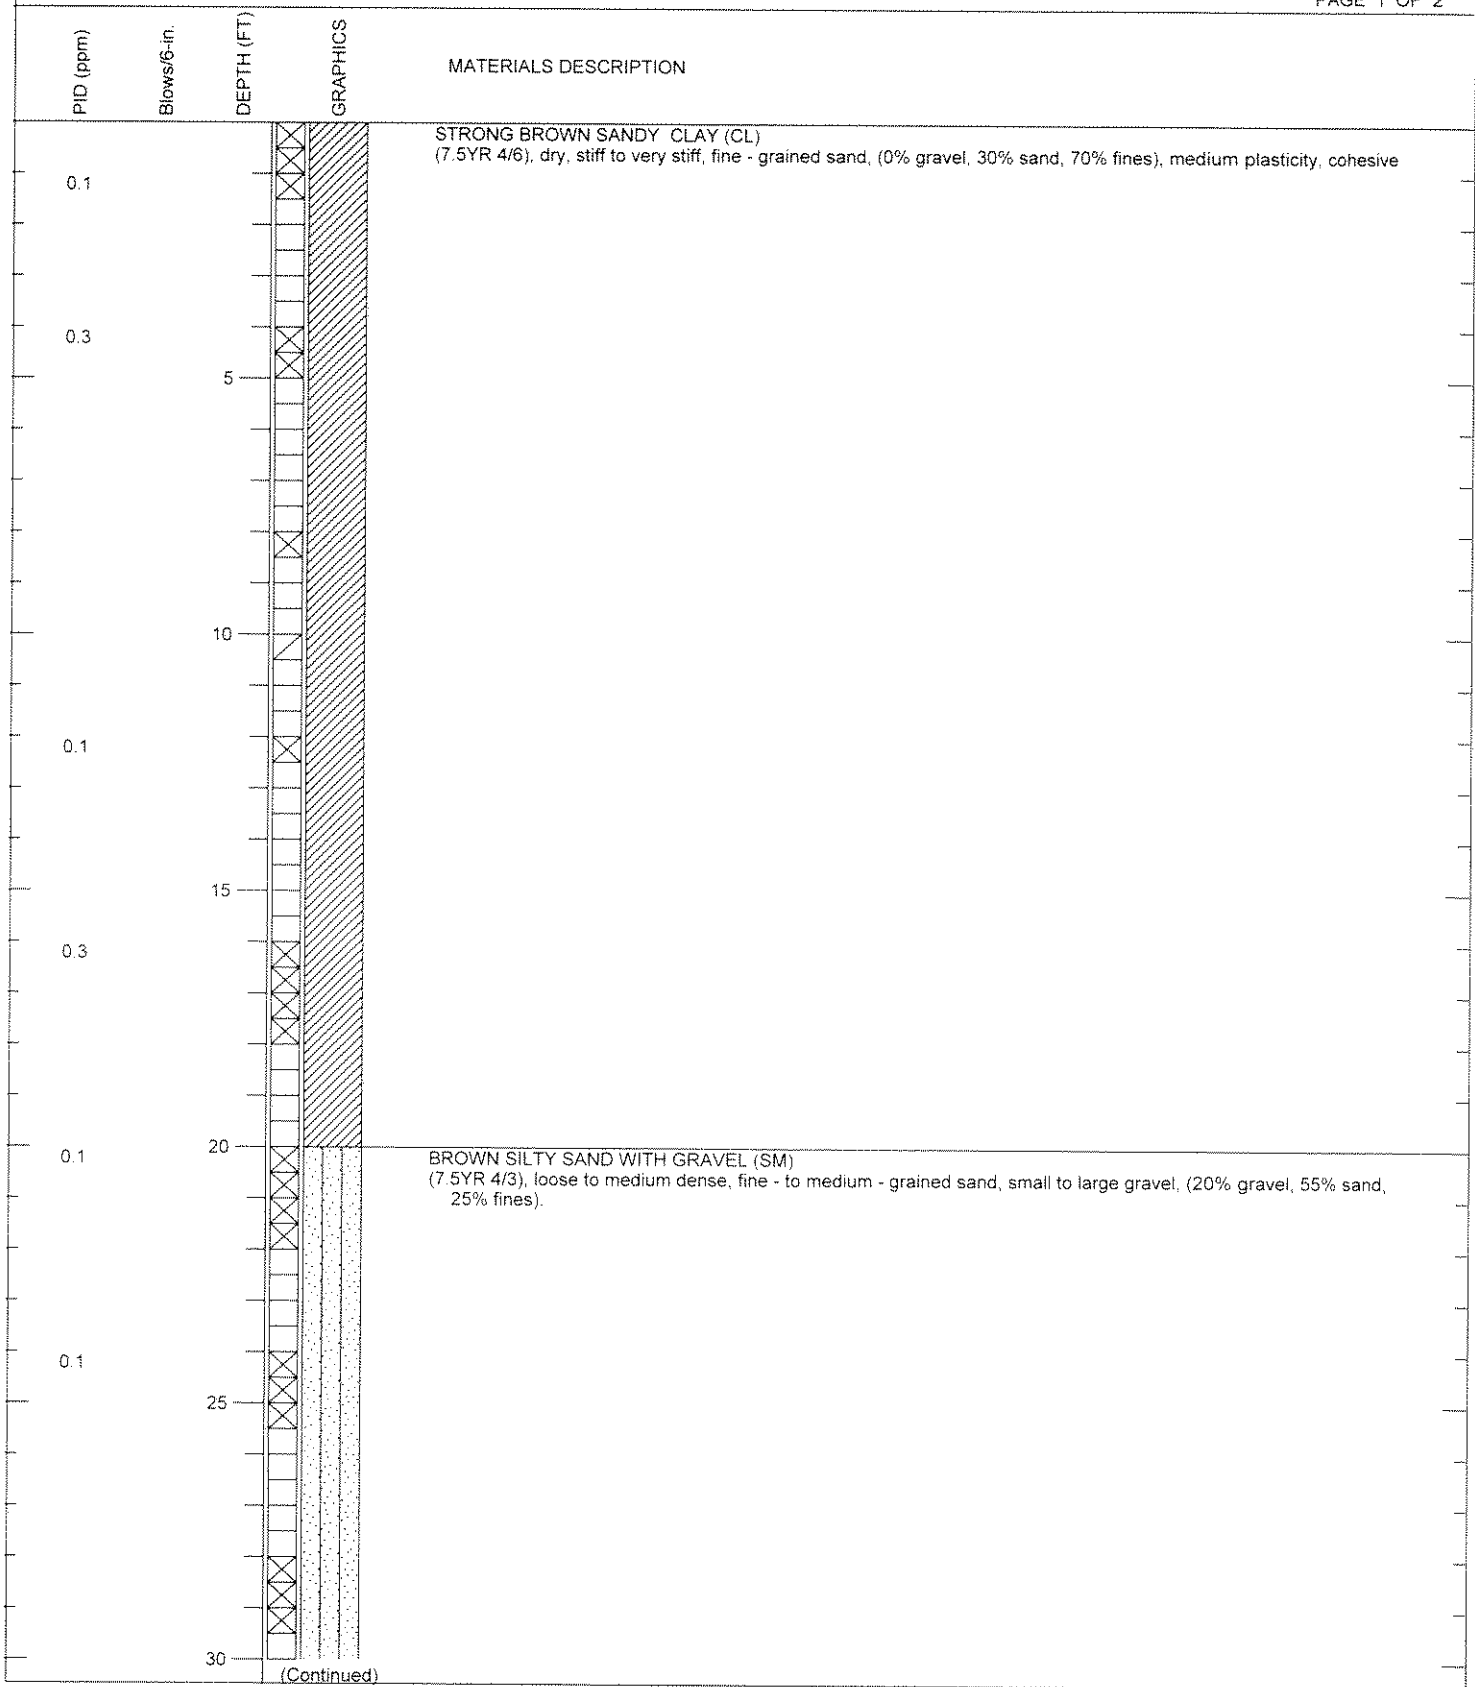 PAGE 1 OF 2
PID (ppm)
Blows/6-in.
DEPTH (FT)
GRAPHICS
MATERIALS DESCRIPTION
STRONG BROWN SANDY CLAY (CL)
(7.5YR 4/6), dry, stiff to very stiff, fine - grained sand, (0% gravel, 30% sand, 70% fines), medium plasticity, cohesive
0.1
0.3
5
10
0.1
15
0.3
20
0.1
BROWN SILTY SAND WITH GRAVEL (SM)
(7.5YR 4/3), loose to medium dense, fine - to medium - grained sand, small to large gravel, (20% gravel, 55% sand,
25% fines).
0.1
25
30
(Continued)